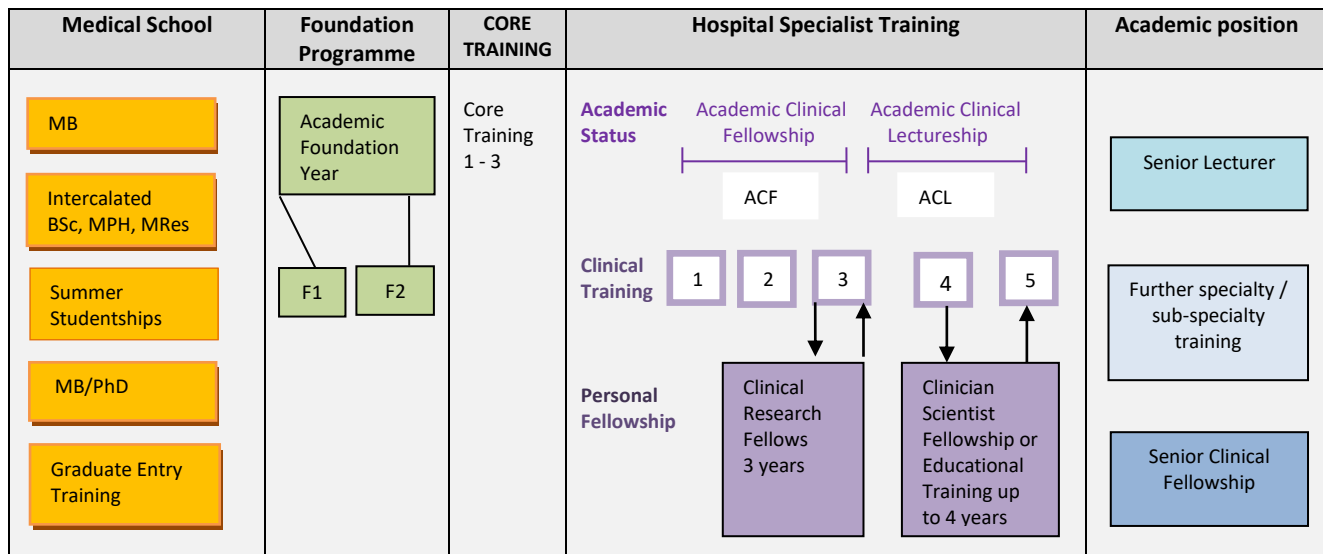 Medical School
Foundation
Programme
CORE
TRAINING
Hospital Specialist Training
Academic position
MB
Intercalated
BSc, MPH, MRes
Summer
Studentships
MB/PhD
Graduate Entry
Training
Academic
Foundation
Year
F1
F2
Core
Training
1 - 3
Academic
Status
Academic Clinical
Fellowship
Academic Clinical
Lectureship
ACF
ACL
Clinical
Training
1
2
3
4
5
Personal
Fellowship
Clinical
Research
Fellows
3 years
Clinician
Scientist
Fellowship or
Educational
Training up
to 4 years
Senior Lecturer
Further specialty /
sub-specialty
training
Senior Clinical
Fellowship